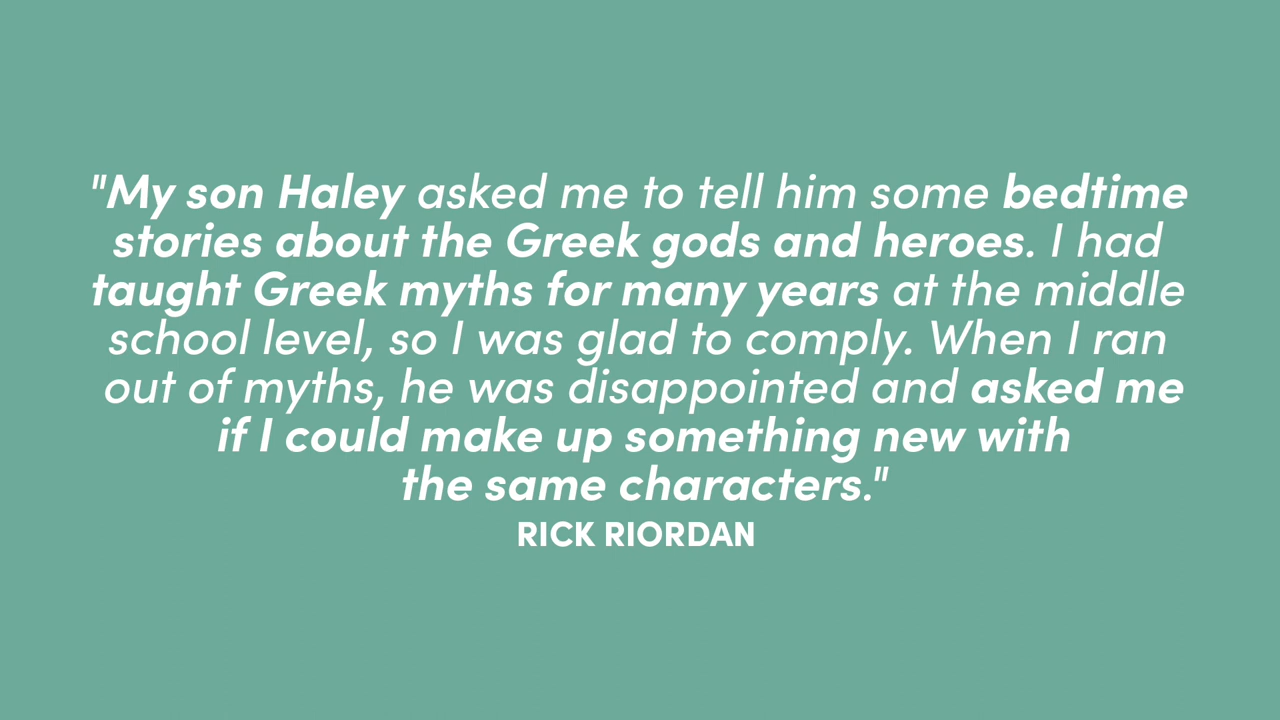 "My son Haley asked me to tell him some bedtime
stories about the Greek gods and heroes. I had
taught Greek myths for many years at the middle
school level, so I was glad to comply. When I ran
out of myths, he was disappointed and asked me
if I could make up something new with
the same characters."
RICK RIORDAN